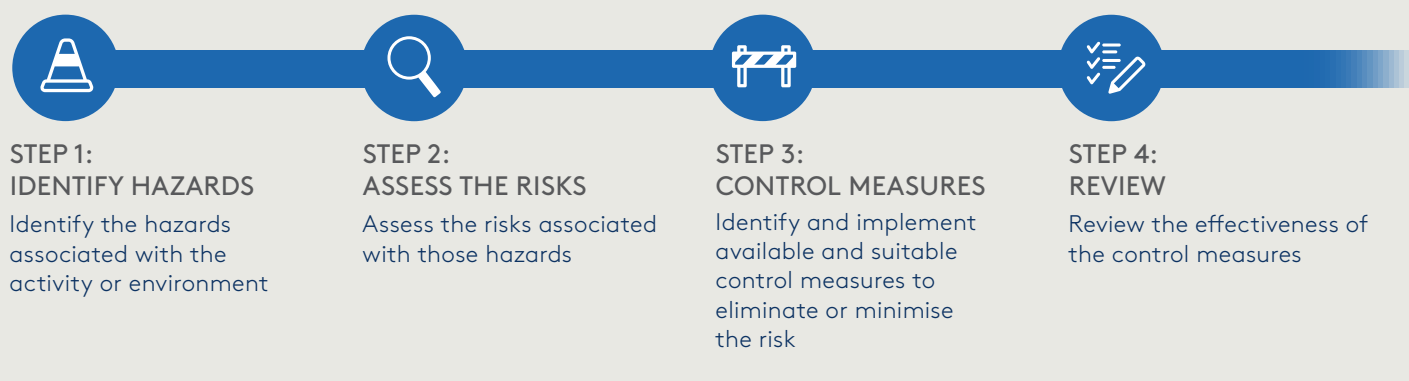 STEP 1:
IDENTIFY HAZARDS
Identify the hazards
associated with the
activity or environment
STEP 2:
ASSESS THE RISKS
Assess the risks associated
with those hazards
STEP 3:
CONTROL MEASURES
Identify and implement
available and suitable
control measures to
eliminate or minimise
the risk
STEP 4:
REVIEW
Review the effectiveness of
the control measures